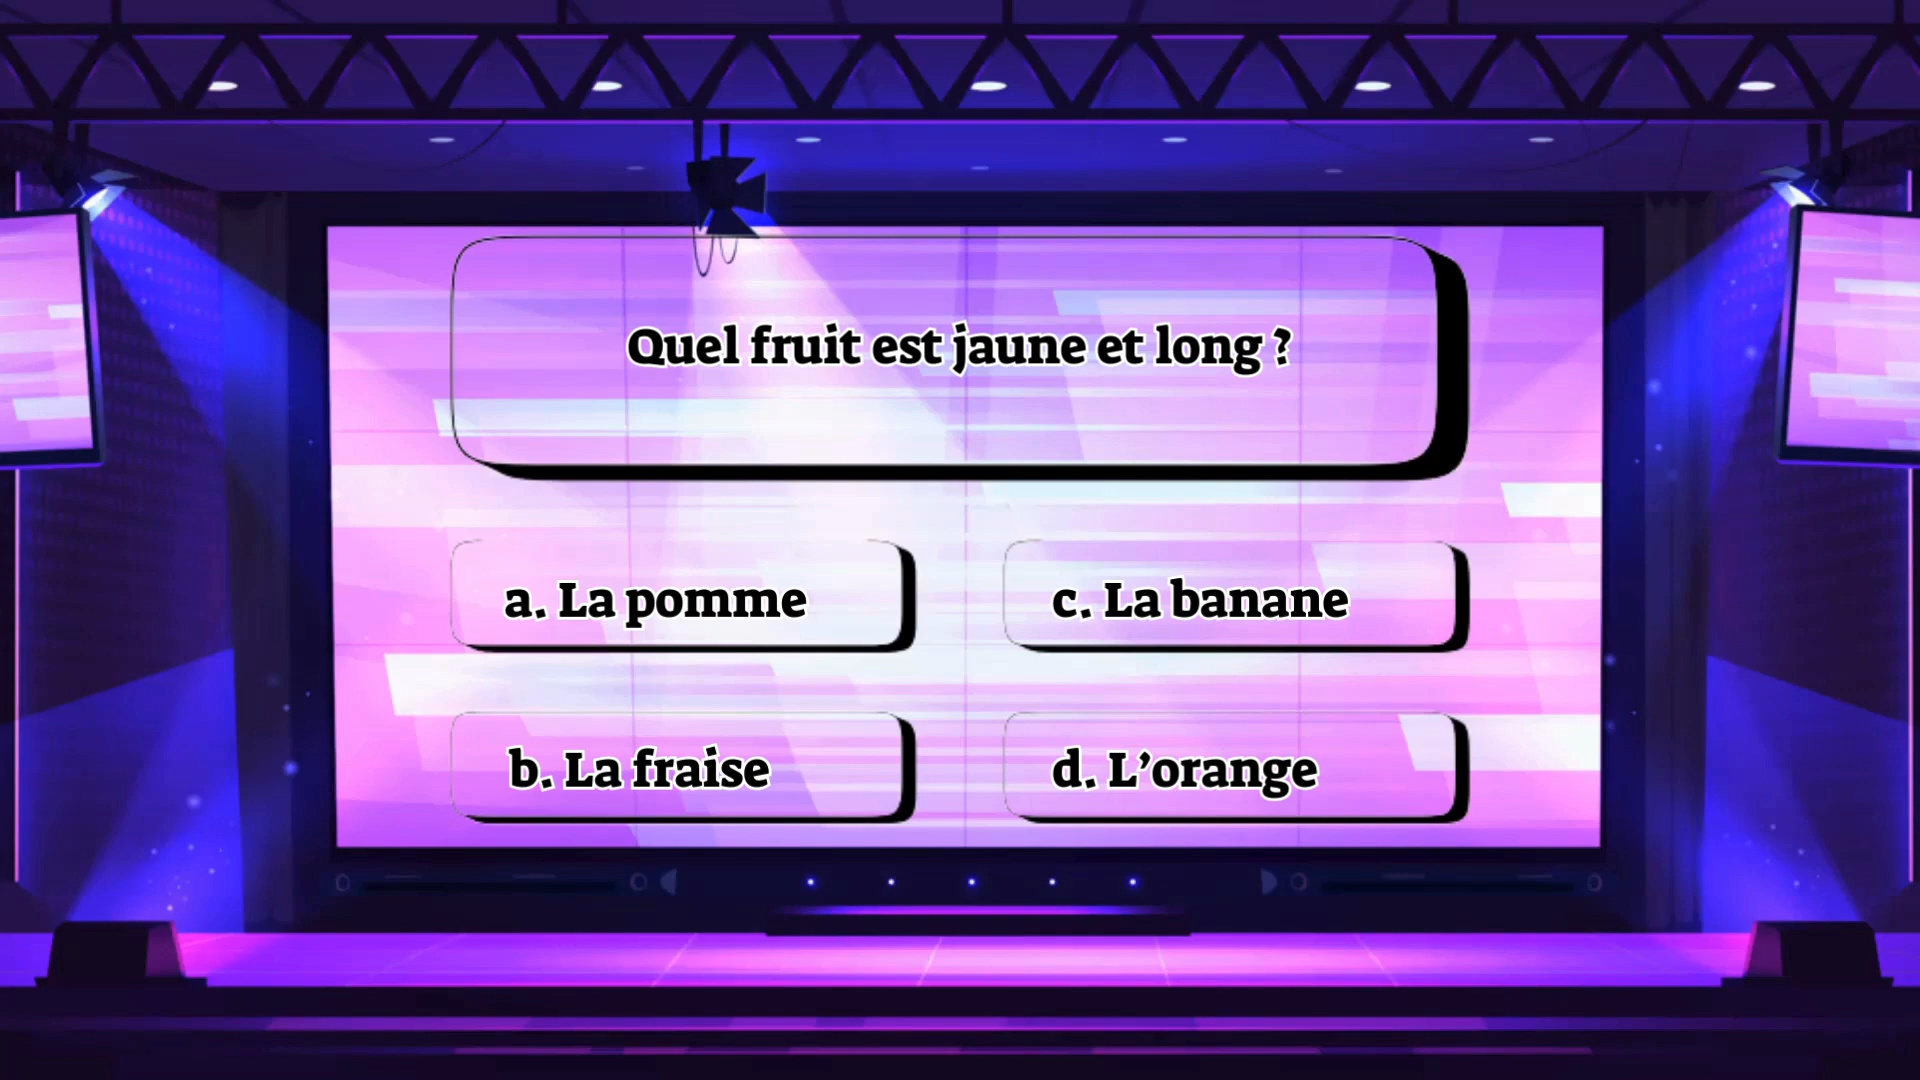 Quel fruit est jaune et long ?
a. La pomme
c. La banane
b. La fraise
d. L’orange